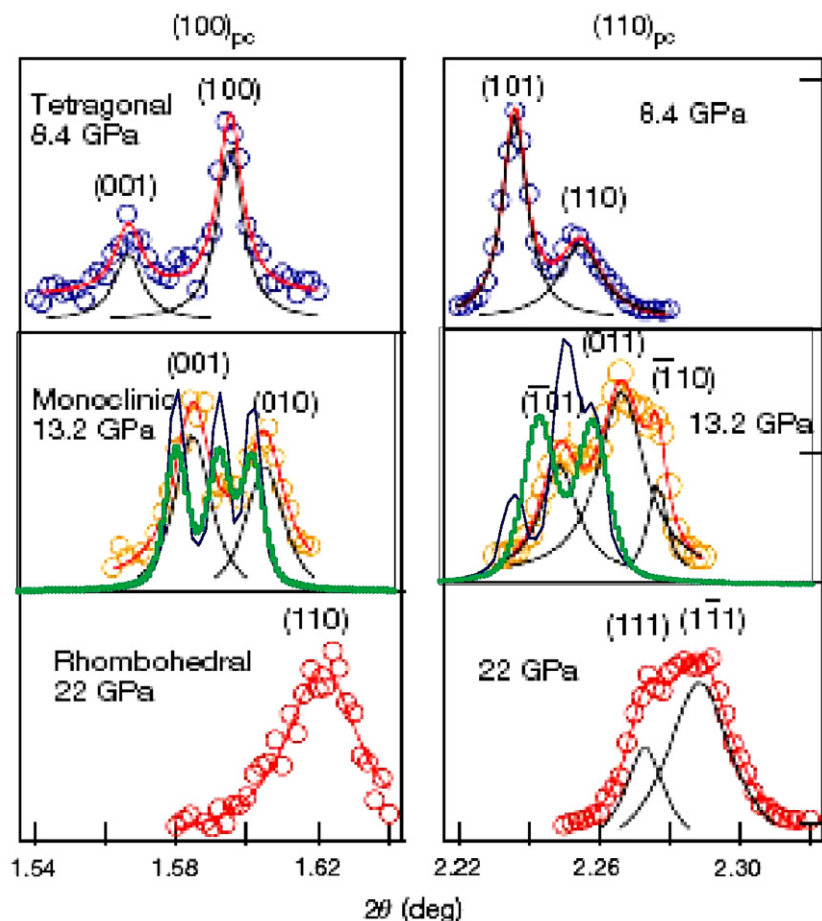 (100)pc
(110)pc
Tetragonal
8.4 GPa
(001)
(100)
(101)
(110)
8.4 GPa
Monoclinic
13.2 GPa
(001)
(010)
(1̅01)
(011)
(1̅10)
13.2 GPa
Rhombohedral
22 GPa
(110)
22 GPa
(111)
(11̅1)
1.54
1.58
1.62
2.22
2.26
2.30
2θ (deg)